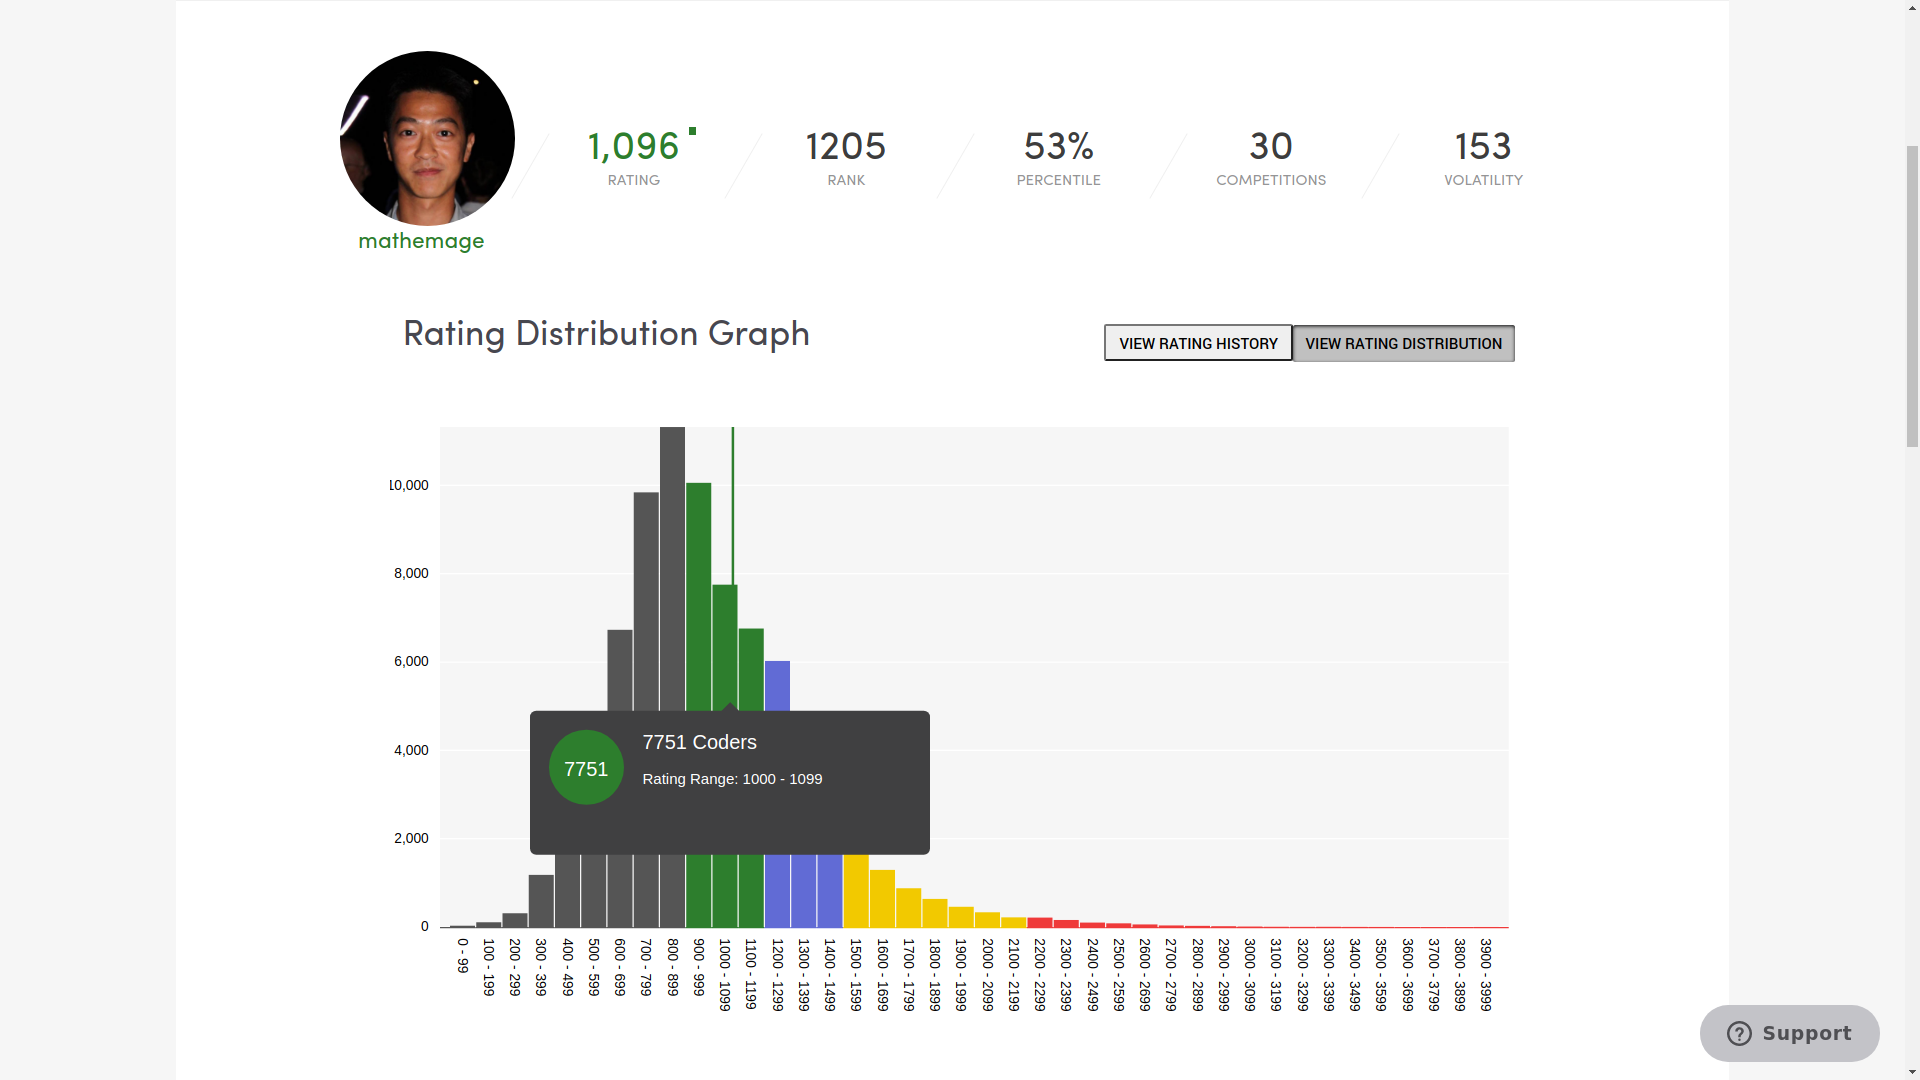 1,096
RATING
1205
RANK
53%
PERCENTILE
30
COMPETITIONS
153
VOLATILITY
mathemage
Rating Distribution Graph
VIEW RATING HISTORY
VIEW RATING DISTRIBUTION
10,000
8,000
6,000
4,000
2,000
0
7751
7751 Coders
Rating Range: 1000 - 1099
0 - 99
100 - 199
200 - 299
300 - 399
400 - 499
500 - 599
600 - 699
700 - 799
800 - 899
900 - 999
1000 - 1099
1100 - 1199
1200 - 1299
1300 - 1399
1400 - 1499
1500 - 1599
1600 - 1699
1700 - 1799
1800 - 1899
1900 - 1999
2000 - 2099
2100 - 2199
2200 - 2299
2300 - 2399
2400 - 2499
2500 - 2599
2600 - 2699
2700 - 2799
2800 - 2899
2900 - 2999
3000 - 3099
3100 - 3199
3200 - 3299
3300 - 3399
3400 - 3499
3500 - 3599
3600 - 3699
3700 - 3799
3800 - 3899
3900 - 3999
Support